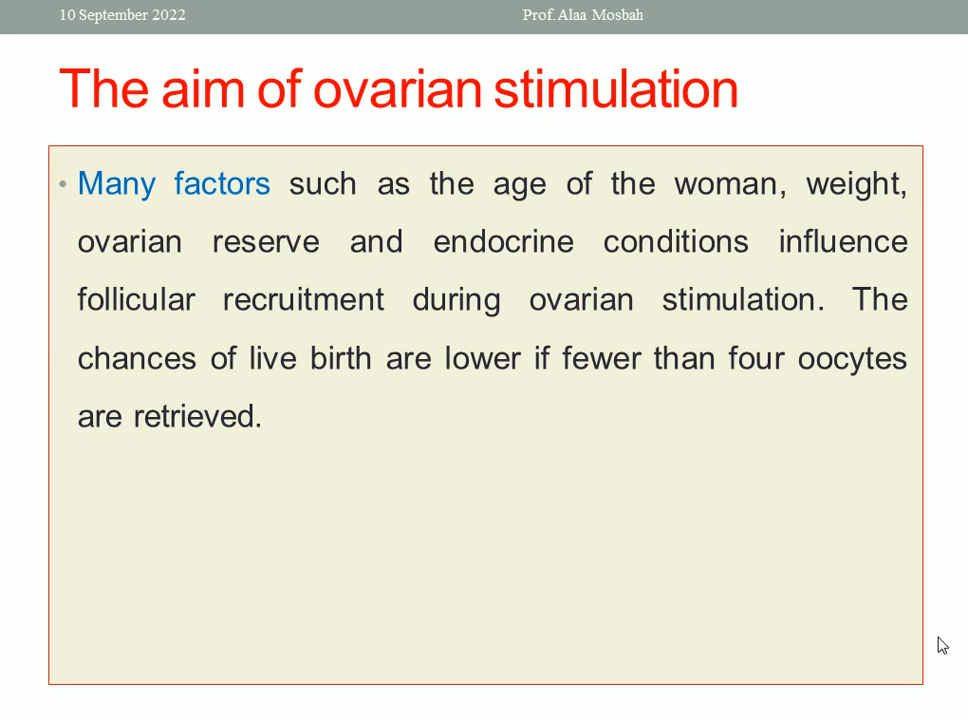 10 September 2022 Prof. Alaa Mosbah
The aim of ovarian stimulation
• Many factors such as the age of the woman, weight,
ovarian reserve and endocrine conditions influence
follicular recruitment during ovarian stimulation. The
chances of live birth are lower if fewer than four oocytes
are retrieved.